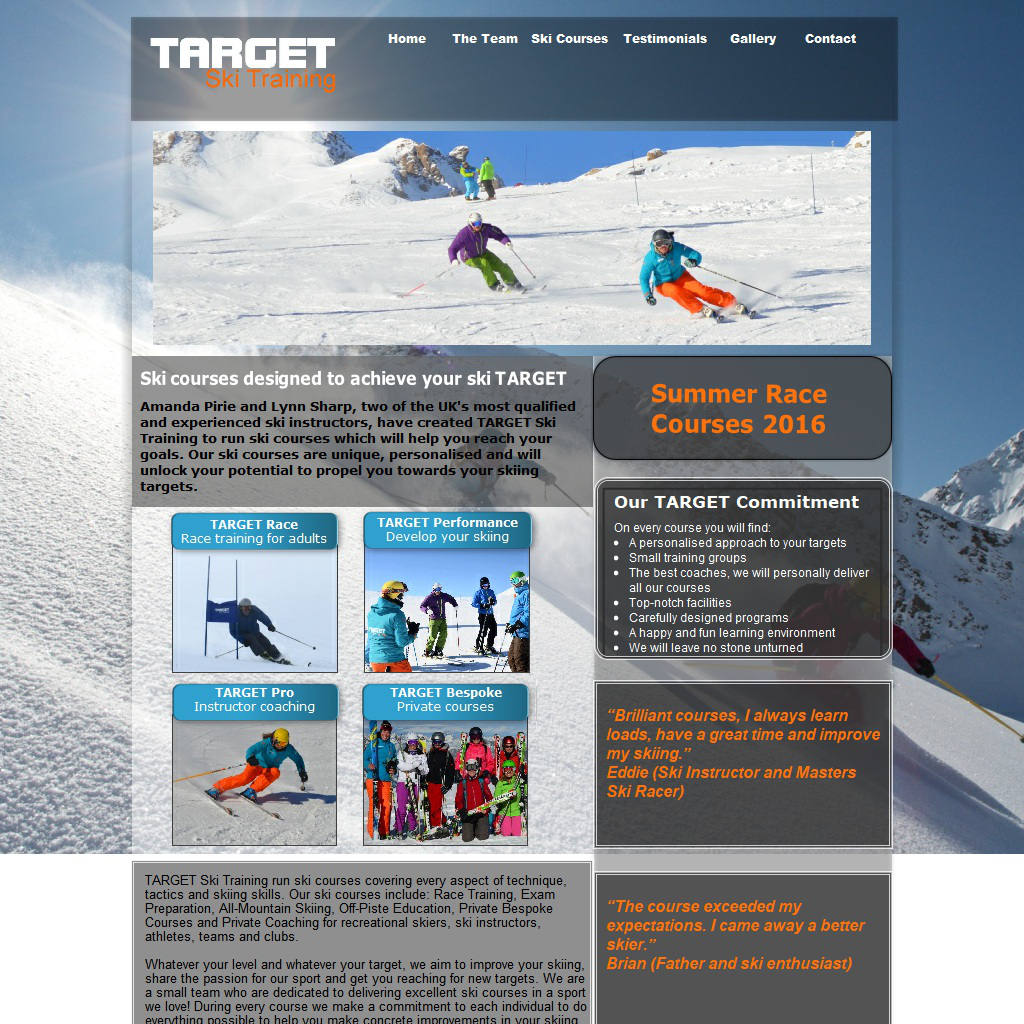 TARGET
Ski Training
Home The Team Ski Courses Testimonials Gallery Contact
Ski courses designed to achieve your ski TARGET
Amanda Pirie and Lynn Sharp, two of the UK's most qualified
and experienced ski instructors, have created TARGET Ski
Training to run ski courses which will help you reach your
goals. Our ski courses are unique, personalised and will
unlock your potential to propel you towards your skiing
targets.
Summer Race
Courses 2016
Our TARGET Commitment
On every course you will find:
A personalised approach to your targets
Small training groups
The best coaches, we will personally deliver
all our courses
Top-notch facilities
Carefully designed programs
A happy and fun learning environment
We will leave no stone unturned
TARGET Race
Race training for adults
TARGET
TARGET Performance
Develop your skiing
TARGET Pro
Instructor coaching
TARGET Bespoke
Private courses
“Brilliant courses, I always learn
loads, have a great time and improve
my skiing.”
Eddie (Ski Instructor and Masters
Ski Racer)
TARGET Ski Training run ski courses covering every aspect of technique,
tactics and skiing skills. Our ski courses include: Race Training, Exam
Preparation, All-Mountain Skiing, Off-Piste Education, Private Bespoke
Courses and Private Coaching for recreational skiers, ski instructors,
athletes, teams and clubs.
Whatever your level and whatever your target, we aim to improve your skiing,
share the passion for our sport and get you reaching for new targets. We are
a small team who are dedicated to delivering excellent ski courses in a sport
we love! During every course we make a commitment to each individual to do
everything possible to help you make concrete improvements in your skiing
“The course exceeded my
expectations. I came away a better
skier.”
Brian (Father and ski enthusiast)